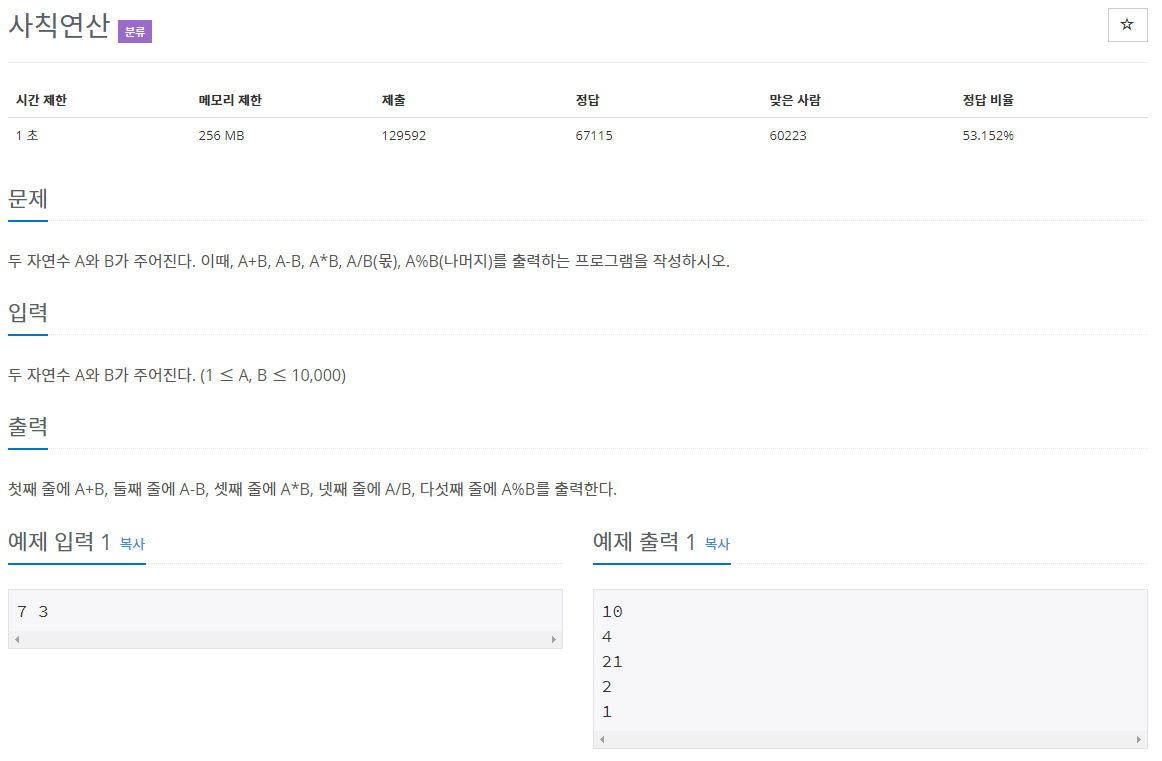 사칙연산 분류
☆
시간 제한 메모리 제한 제출 정답 맞은 사람 정답 비율
1 초 256 MB 129592 67115 60223 53.152%
문제
두 자연수 A와 B가 주어진다. 이때, A+B, A-B, A*B, A/B(몫), A%B(나머지)를 출력하는 프로그램을 작성하시오.
입력
두 자연수 A와 B가 주어진다. (1 ≤ A, B ≤ 10,000)
출력
첫째 줄에 A+B, 둘째 줄에 A-B, 셋째 줄에 A*B, 넷째 줄에 A/B, 다섯째 줄에 A%B를 출력한다.
예제 입력 1 복사
7 3
예제 출력 1 복사
10
4
21
2
1